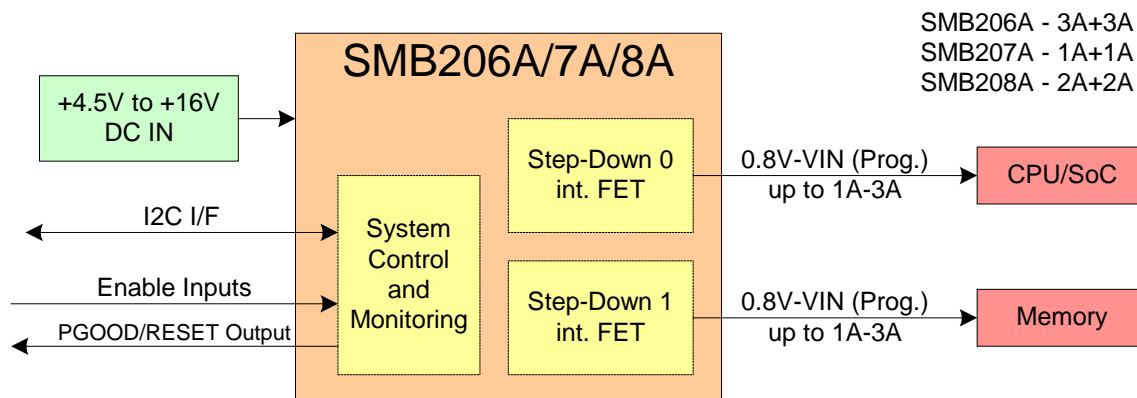 SMB206A - 3A+3A
SMB207A - 1A+1A
SMB208A - 2A+2A
SMB206A/7A/8A
+4.5V to +16V
DC IN
Step-Down 0
int. FET
0.8V-VIN (Prog.)
up to 1A-3A
CPU/SoC
I2C I/F
System
Control
and
Monitoring
Enable Inputs
PGOOD/RESET Output
Step-Down 1
int. FET
0.8V-VIN (Prog.)
up to 1A-3A
Memory